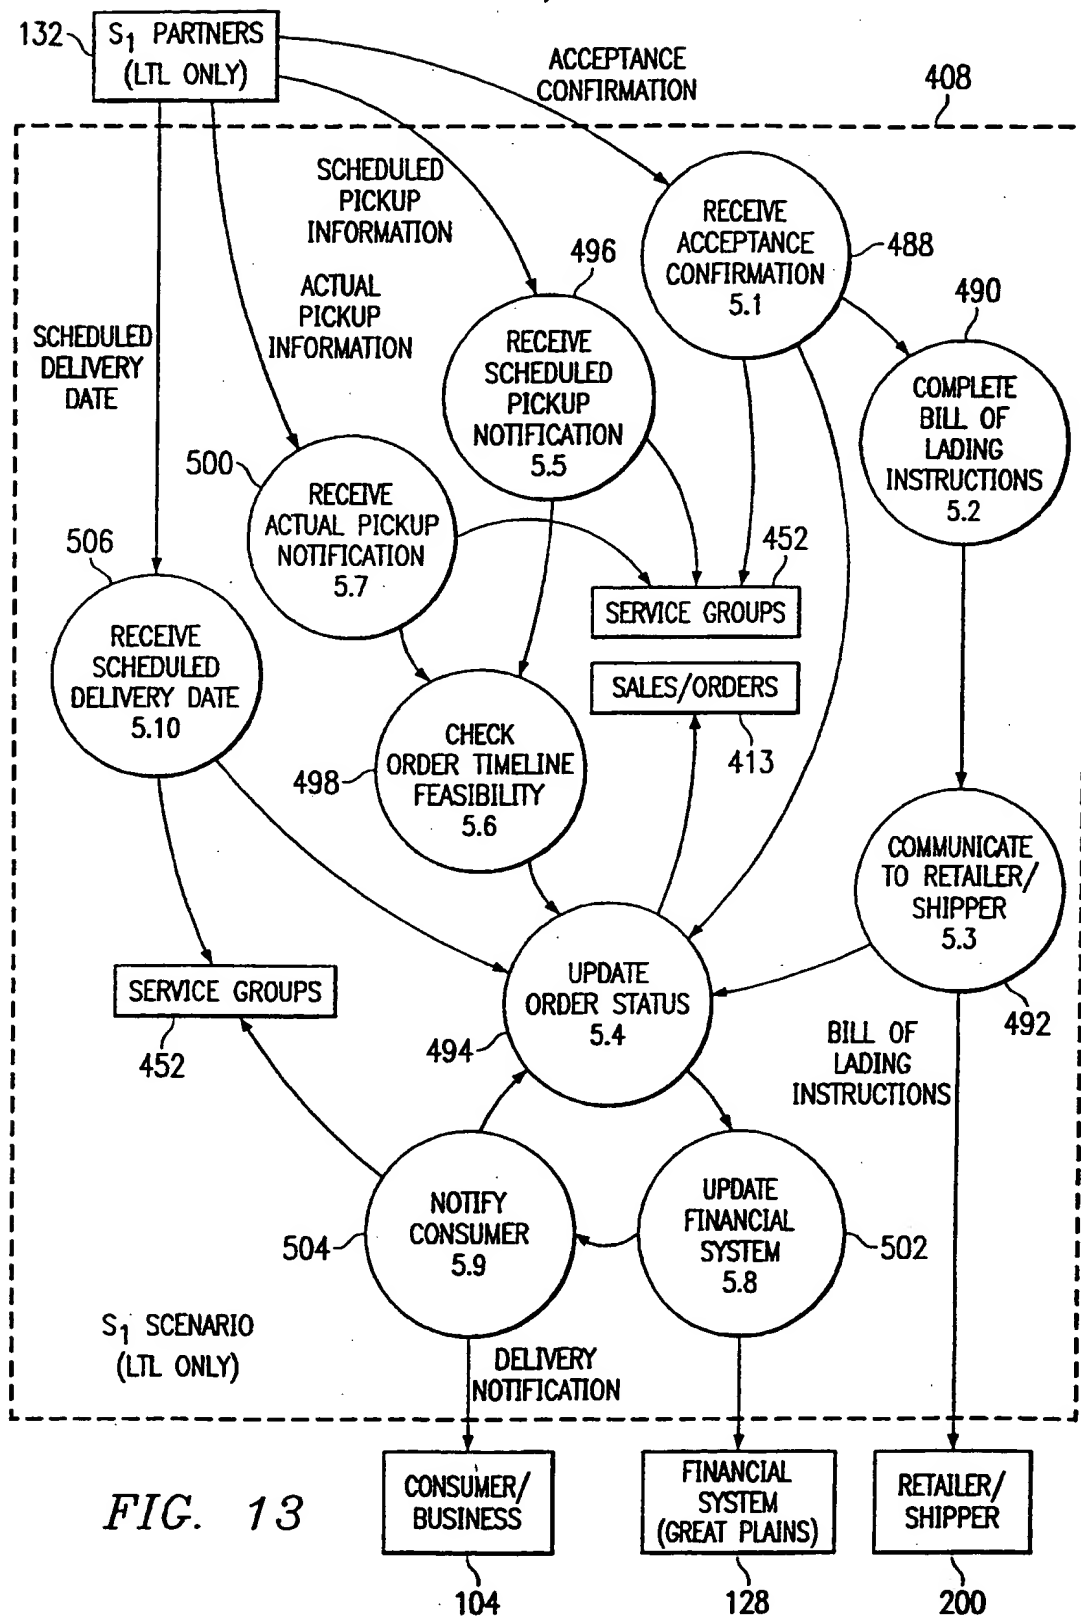 132
S1 PARTNERS
(LTL ONLY)
ACCEPTANCE
CONFIRMATION
408
SCHEDULED
PICKUP
INFORMATION
ACTUAL
PICKUP
INFORMATION
SCHEDULED
DELIVERY
DATE
RECEIVE
ACCEPTANCE
CONFIRMATION
5.1
488
496
RECEIVE
SCHEDULED
PICKUP
NOTIFICATION
5.5
490
COMPLETE
BILL OF
LADING
INSTRUCTIONS
5.2
500
RECEIVE
ACTUAL PICKUP
NOTIFICATION
5.7
506
RECEIVE
SCHEDULED
DELIVERY DATE
5.10
452
SERVICE GROUPS
SALES/ORDERS
413
498
CHECK
ORDER TIMELINE
FEASIBILITY
5.6
COMMUNICATE
TO RETAILER/
SHIPPER
5.3
492
SERVICE GROUPS
452
UPDATE
ORDER STATUS
5.4
494
BILL OF
LADING
INSTRUCTIONS
NOTIFY
CONSUMER
5.9
504
UPDATE
FINANCIAL
SYSTEM
5.8
502
S1 SCENARIO
(LTL ONLY)
DELIVERY
NOTIFICATION
CONSUMER/
BUSINESS
104
FINANCIAL
SYSTEM
(GREAT PLAINS)
128
RETAILER/
SHIPPER
200
FIG. 13